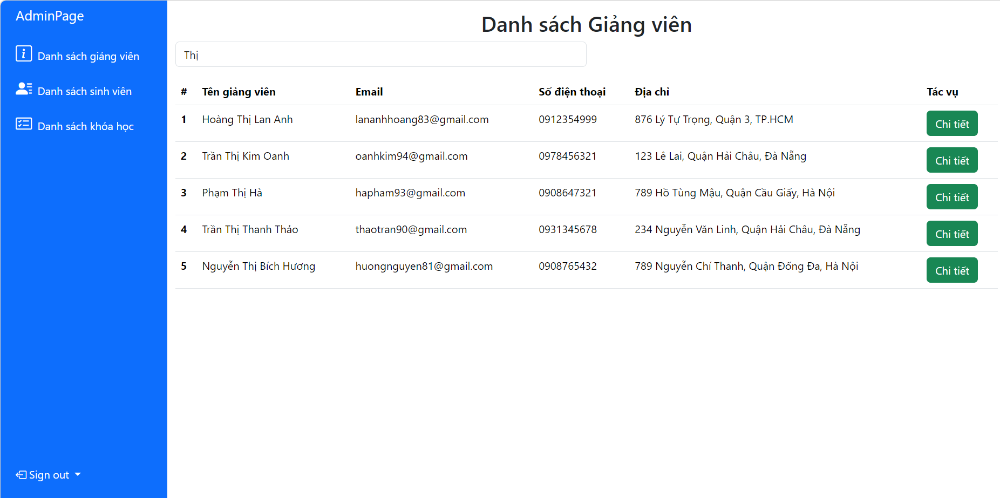 AdminPage
Danh sách giảng viên
Danh sách sinh viên
Danh sách khóa học
Sign out
Danh sách Giảng viên
Thị
# Tên giảng viên Email Số điện thoại Địa chỉ Tác vụ
1 Hoàng Thị Lan Anh lananhhoang83@gmail.com 0912354999 876 Lý Tự Trọng, Quận 3, TP.HCM Chi tiết
2 Trần Thị Kim Oanh oanhkim94@gmail.com 0978456321 123 Lê Lai, Quận Hải Châu, Đà Nẵng Chi tiết
3 Phạm Thị Hà hapham93@gmail.com 0908647321 789 Hồ Tùng Mậu, Quận Cầu Giấy, Hà Nội Chi tiết
4 Trần Thị Thanh Thảo thaotran90@gmail.com 0931345678 234 Nguyễn Văn Linh, Quận Hải Châu, Đà Nẵng Chi tiết
5 Nguyễn Thị Bích Hương huongnguyen81@gmail.com 0908765432 789 Nguyễn Chí Thanh, Quận Đống Đa, Hà Nội Chi tiết